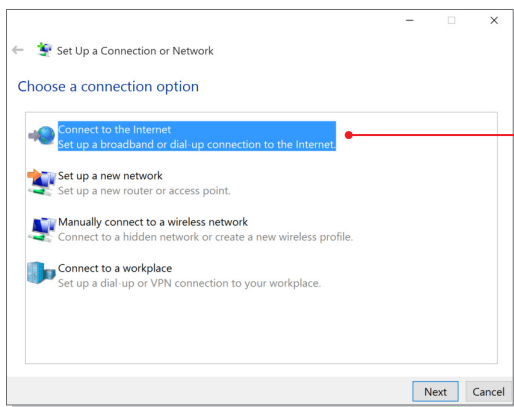 Set Up a Connection or Network
Choose a connection option
Connect to the Internet
Set up a broadband or dial-up connection to the Internet.
Set up a new network
Set up a new router or access point.
Manually connect to a wireless network
Connect to a hidden network or create a new wireless profile.
Connect to a workplace
Set up a dial-up or VPN connection to your workplace.
Next Cancel